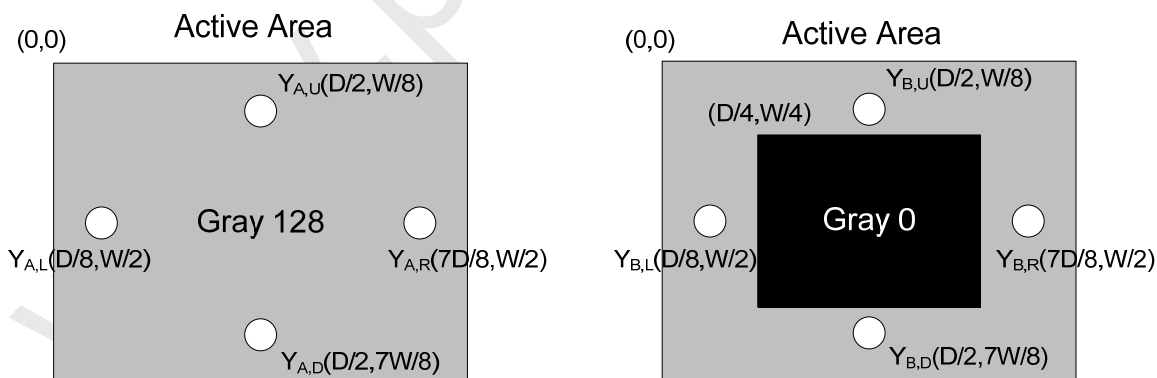 Active Area
(0,0)
Y_A,U(D/2,W/8)
Gray 128
Y_A,L(D/8,W/2)
Y_A,R(7D/8,W/2)
Y_A,D(D/2,7W/8)
Active Area
(0,0)
Y_B,U(D/2,W/8)
(D/4,W/4)
Gray 0
Y_B,L(D/8,W/2)
Y_B,R(7D/8,W/2)
Y_B,D(D/2,7W/8)